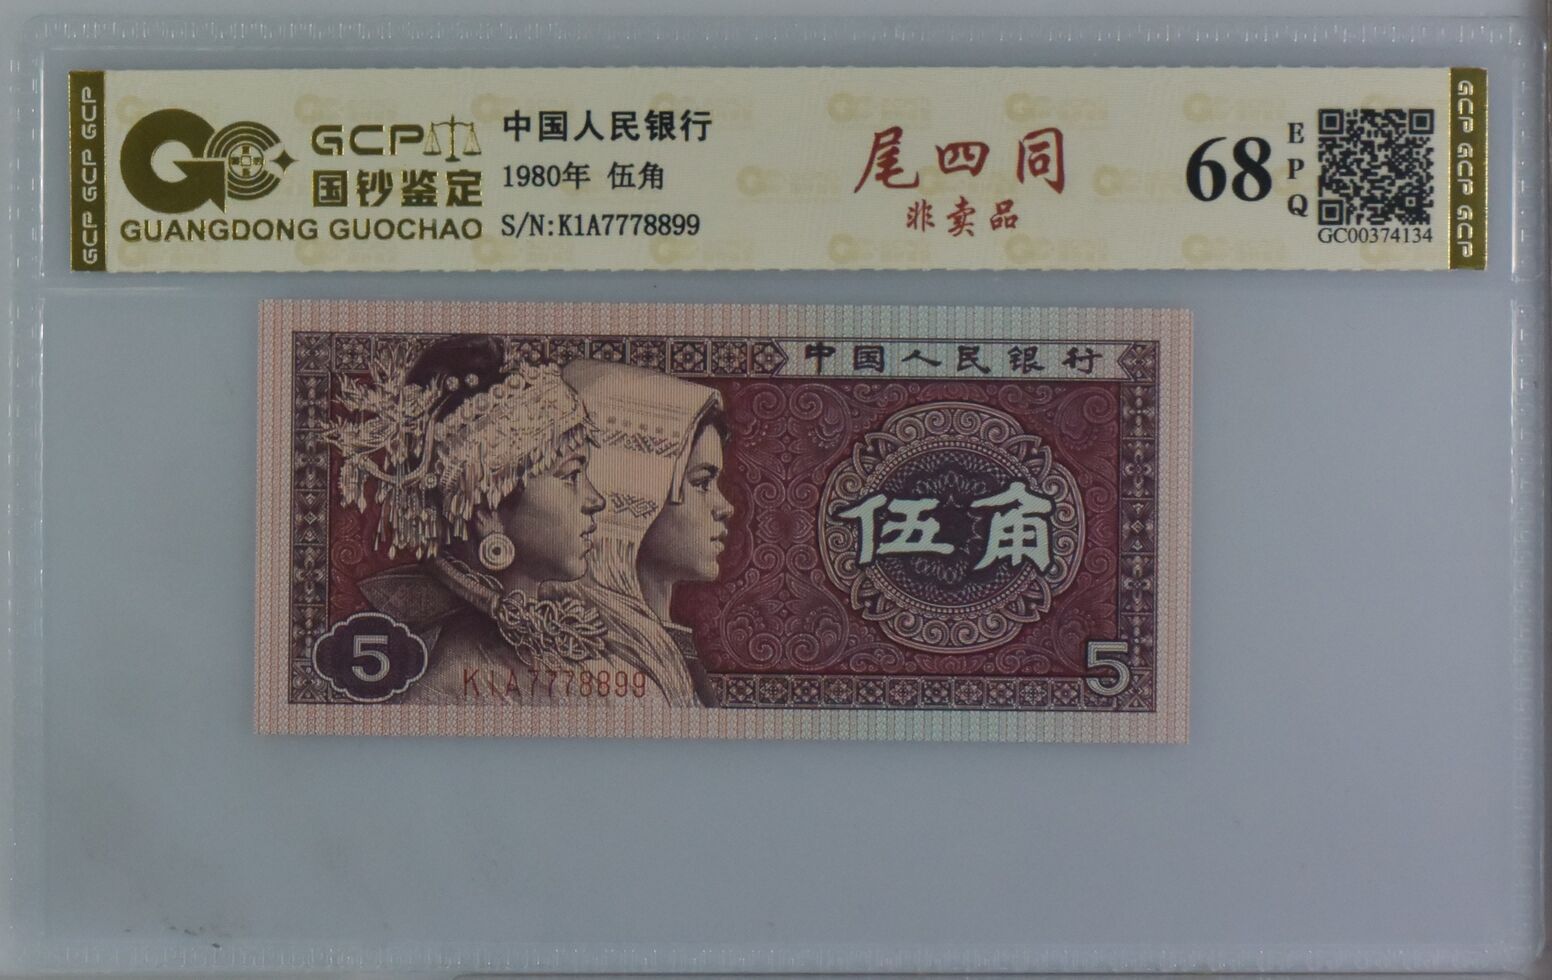 GCP GCP GCP
GCP
国钞鉴定
GUANGDONG GUOCHAO
中国人民银行
1980年 伍角
S/N:K1A7778899
尾四同
非卖品
68
EPQ
GC00374134
GCP GCP GCP
中国人民银行
伍角
5
K1A7778899
5